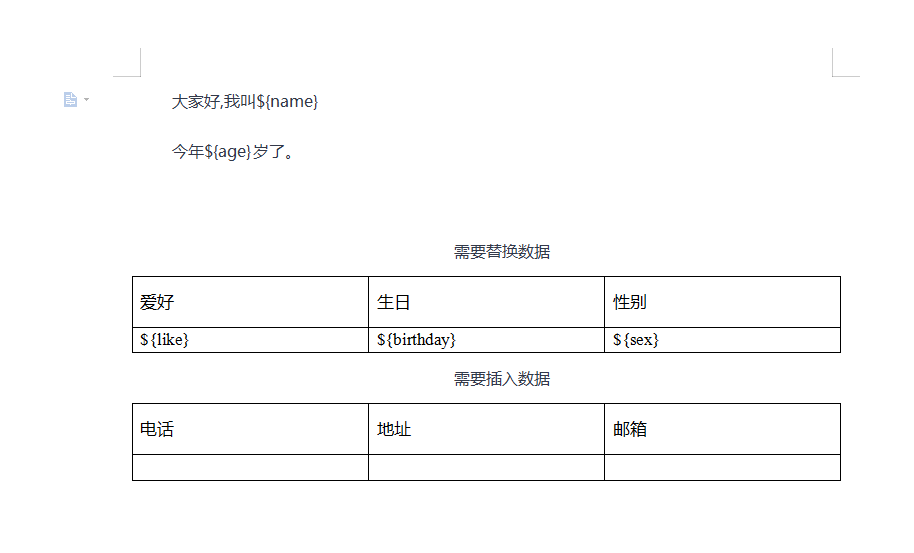 大家好,我叫${name}
今年${age}岁了。
需要替换数据
爱好 生日 性别
${like} ${birthday} ${sex}
需要插入数据
电话 地址 邮箱